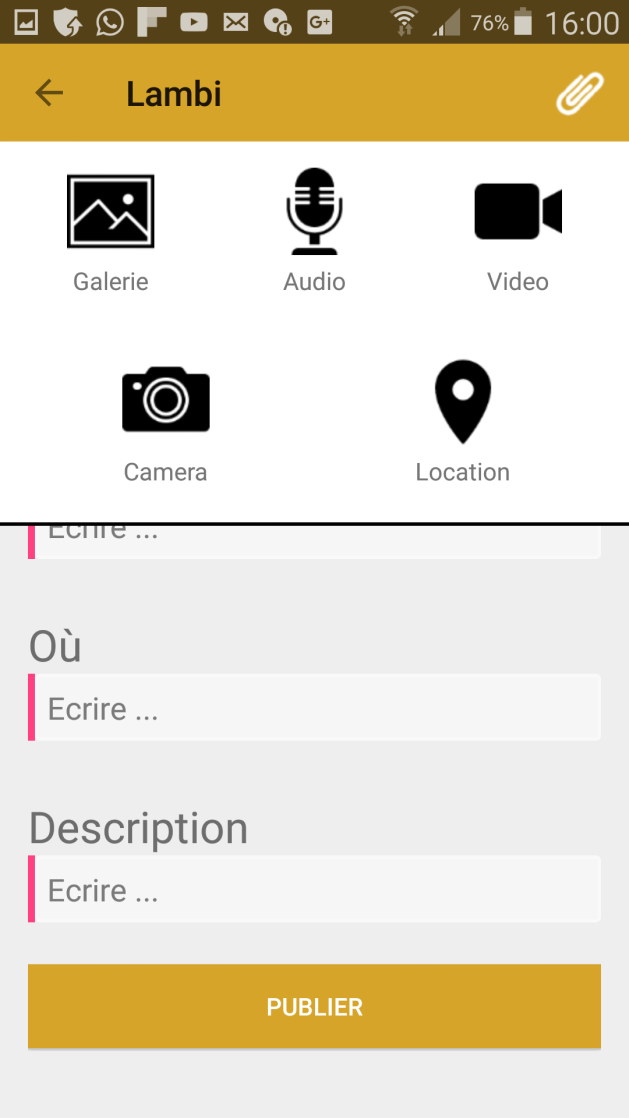 76% 16:00
Lambi
Galerie Audio Video
Camera Location
Ecrire ...
Où
Ecrire ...
Description
Ecrire ...
PUBLIER